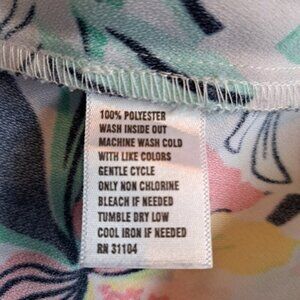 100% POLYESTER
WASH INSIDE OUT
MACHINE WASH COLD
WITH LIKE COLORS
GENTLE CYCLE
ONLY NON CHLORINE
BLEACH IF NEEDED
TUMBLE DRY LOW
COOL IRON IF NEEDED
RN 31104